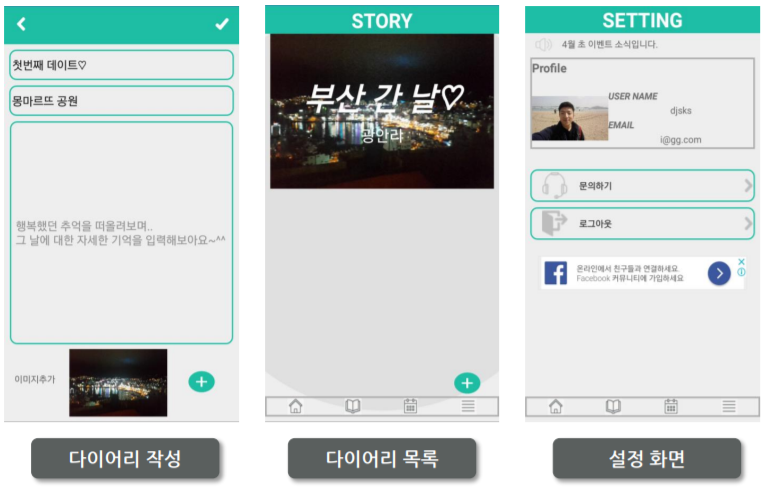 첫번째 데이트♡
몽마르뜨 공원
행복했던 추억을 떠올려보며..
그 날에 대한 자세한 기억을 입력해보아요~^^
이미지추가
다이어리 작성
STORY
부산 간 날♡
광안리
다이어리 목록
SETTING
4월 초 이벤트 소식입니다.
Profile
USER NAME
djsks
EMAIL
i@gg.com
문의하기
로그아웃
온라인에서 친구들과 연결하세요.
Facebook 커뮤니티에 가입하세요
설정 화면